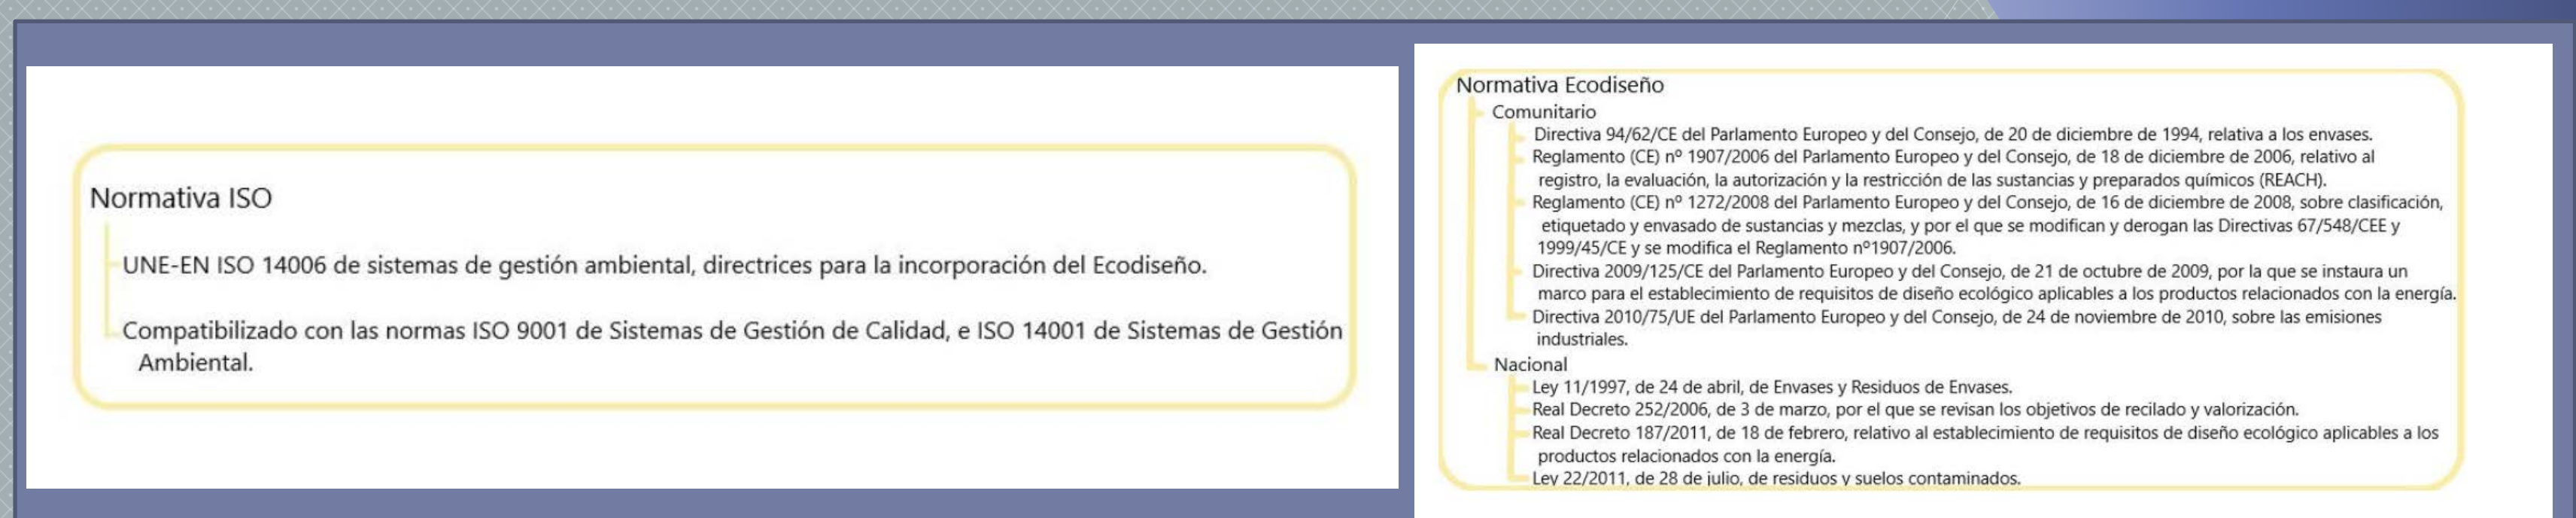 Normativa ISO
UNE-EN ISO 14006 de sistemas de gestión ambiental, directrices para la incorporación del Ecodiseño.
Compatibilizado con las normas ISO 9001 de Sistemas de Gestión de Calidad, e ISO 14001 de Sistemas de Gestión
Ambiental.
Normativa Ecodiseño
Comunitario
Directiva 94/62/CE del Parlamento Europeo y del Consejo, de 20 de diciembre de 1994, relativa a los envases.
Reglamento (CE) nº 1907/2006 del Parlamento Europeo y del Consejo, de 18 de diciembre de 2006, relativo al
registro, la evaluación, la autorización y la restricción de las sustancias y preparados químicos (REACH).
Reglamento (CE) nº 1272/2008 del Parlamento Europeo y del Consejo, de 16 de diciembre de 2008, sobre clasificación,
etiquetado y envasado de sustancias y mezclas, y por el que se modifican y derogan las Directivas 67/548/CEE y
1999/45/CE y se modifica el Reglamento nº1907/2006.
Directiva 2009/125/CE del Parlamento Europeo y del Consejo, de 21 de octubre de 2009, por la que se instaura un
marco para el establecimiento de requisitos de diseño ecológico aplicables a los productos relacionados con la energía.
Directiva 2010/75/UE del Parlamento Europeo y del Consejo, de 24 de noviembre de 2010, sobre las emisiones
industriales.
Nacional
Ley 11/1997, de 24 de abril, de Envases y Residuos de Envases.
Real Decreto 252/2006, de 3 de marzo, por el que se revisan los objetivos de recilado y valorización.
Real Decreto 187/2011, de 18 de febrero, relativo al establecimiento de requisitos de diseño ecológico aplicables a los
productos relacionados con la energía.
Ley 22/2011, de 28 de julio, de residuos y suelos contaminados.